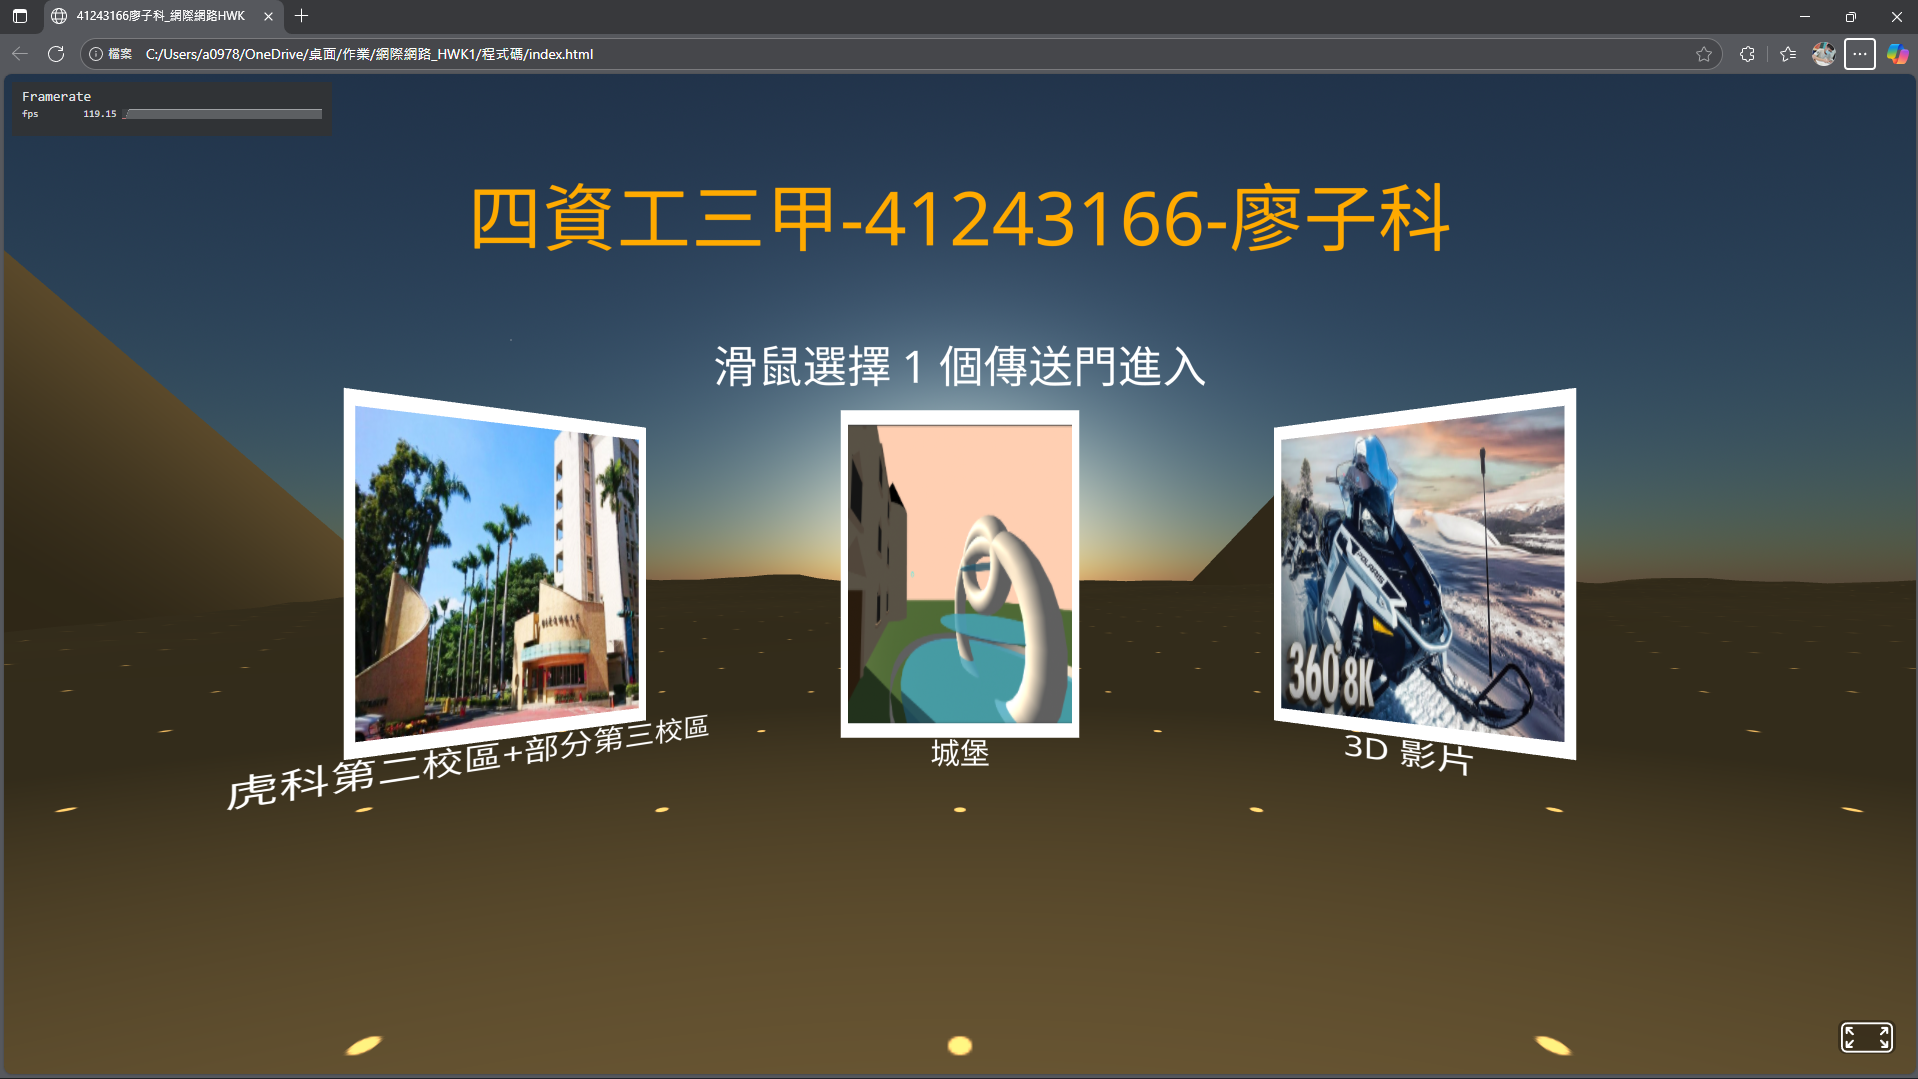 41243166廖子科_網際網路HWK
檔案 C:/Users/a0978/OneDrive/桌面/作業/網際網路_HWK1/程式碼/index.html
Framerate
fps 119.15
四資工三甲-41243166-廖子科
滑鼠選擇 1 個傳送門進入
POLARIS
360 8K
虎科第二校區+部分第三校區
城堡
3D 影片